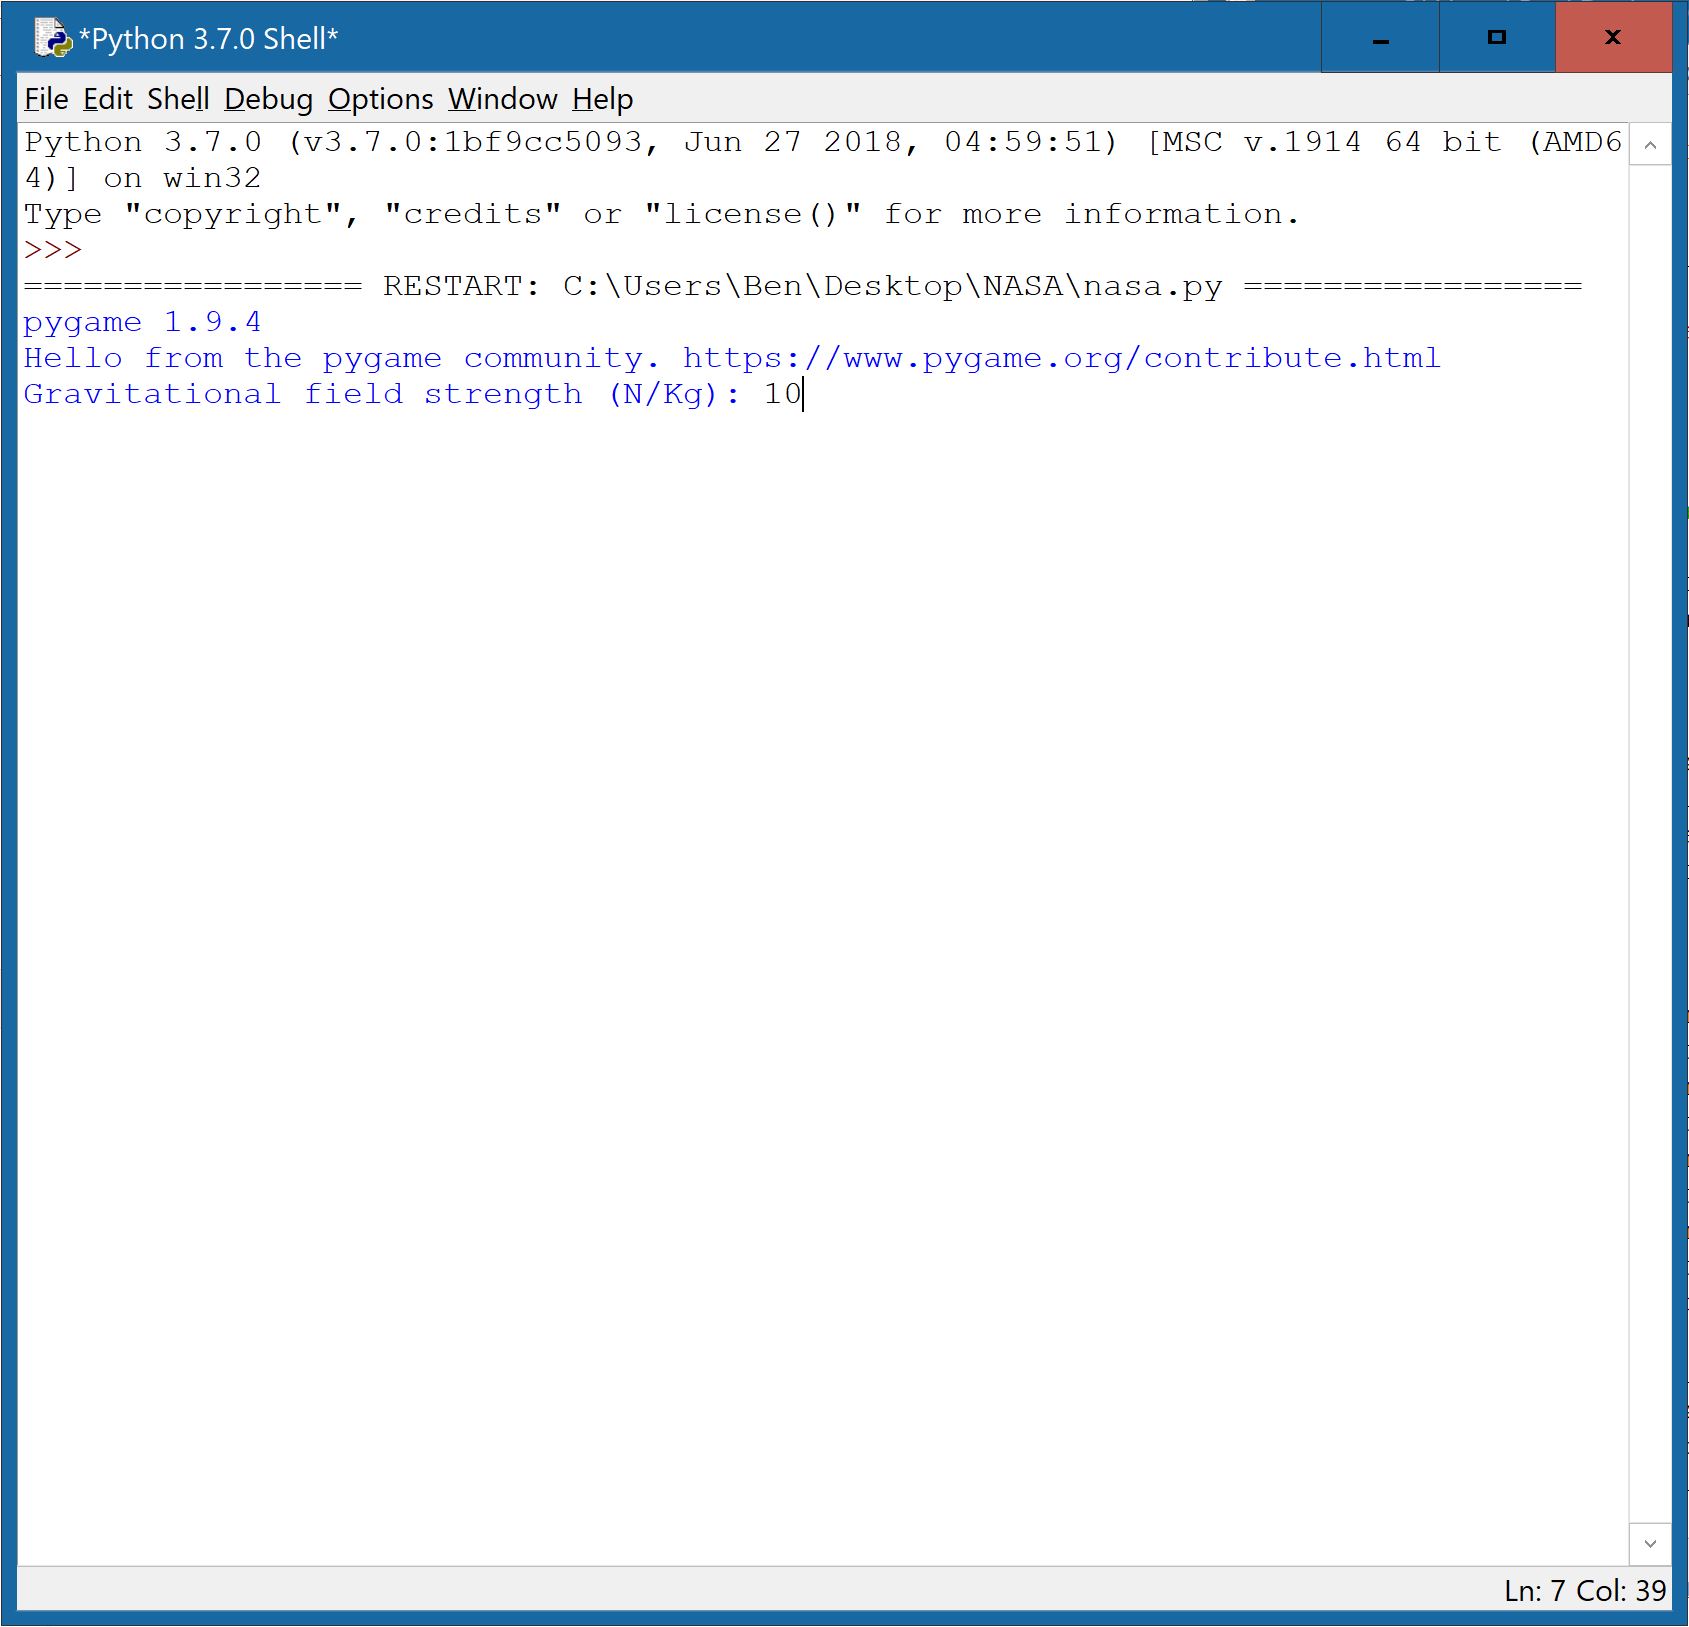 *Python 3.7.0 Shell*
File Edit Shell Debug Options Window Help
Python 3.7.0 (v3.7.0:1bf9cc5093, Jun 27 2018, 04:59:51) [MSC v.1914 64 bit (AMD6
4)] on win32
Type "copyright", "credits" or "license()" for more information.
>>>
================= RESTART: C:\Users\Ben\Desktop\NASA\nasa.py =================
pygame 1.9.4
Hello from the pygame community. https://www.pygame.org/contribute.html
Gravitational field strength (N/Kg): 10
Ln: 7 Col: 39